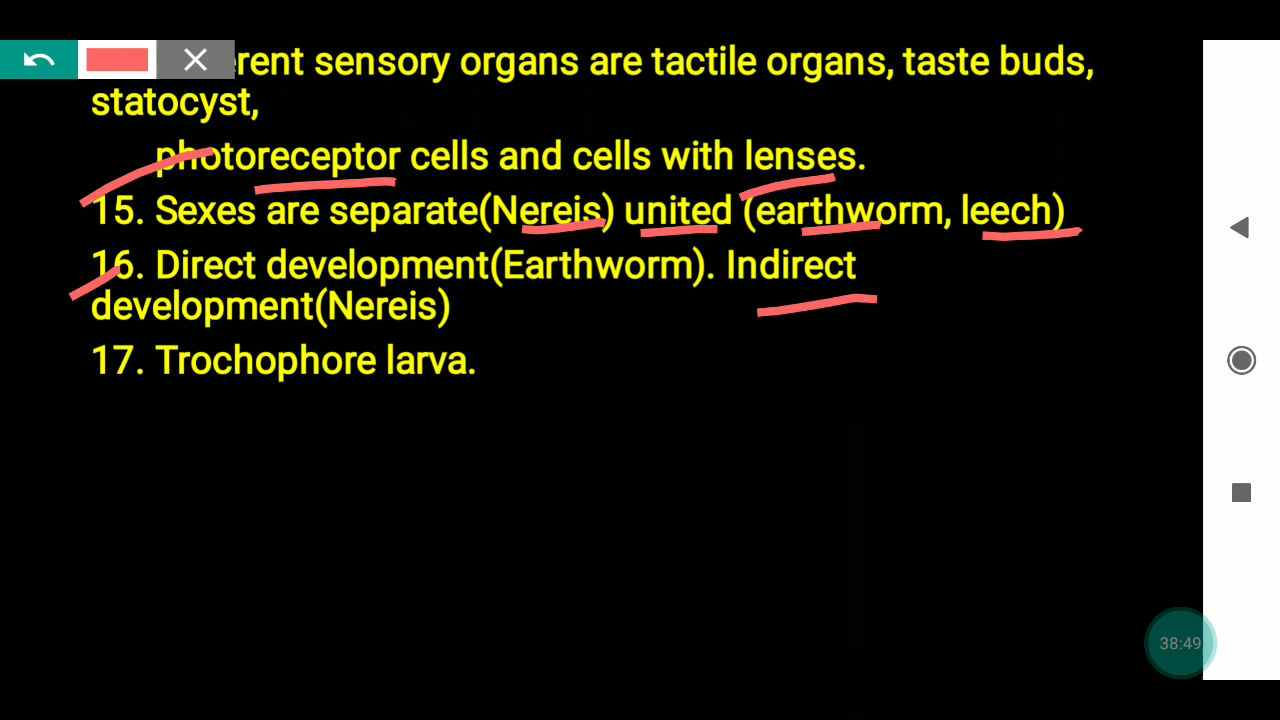 erent sensory organs are tactile organs, taste buds,
statocyst,
photoreceptor cells and cells with lenses.
15. Sexes are separate(Nereis) united (earthworm, leech)
16. Direct development(Earthworm). Indirect
development(Nereis)
17. Trochophore larva.
38:49